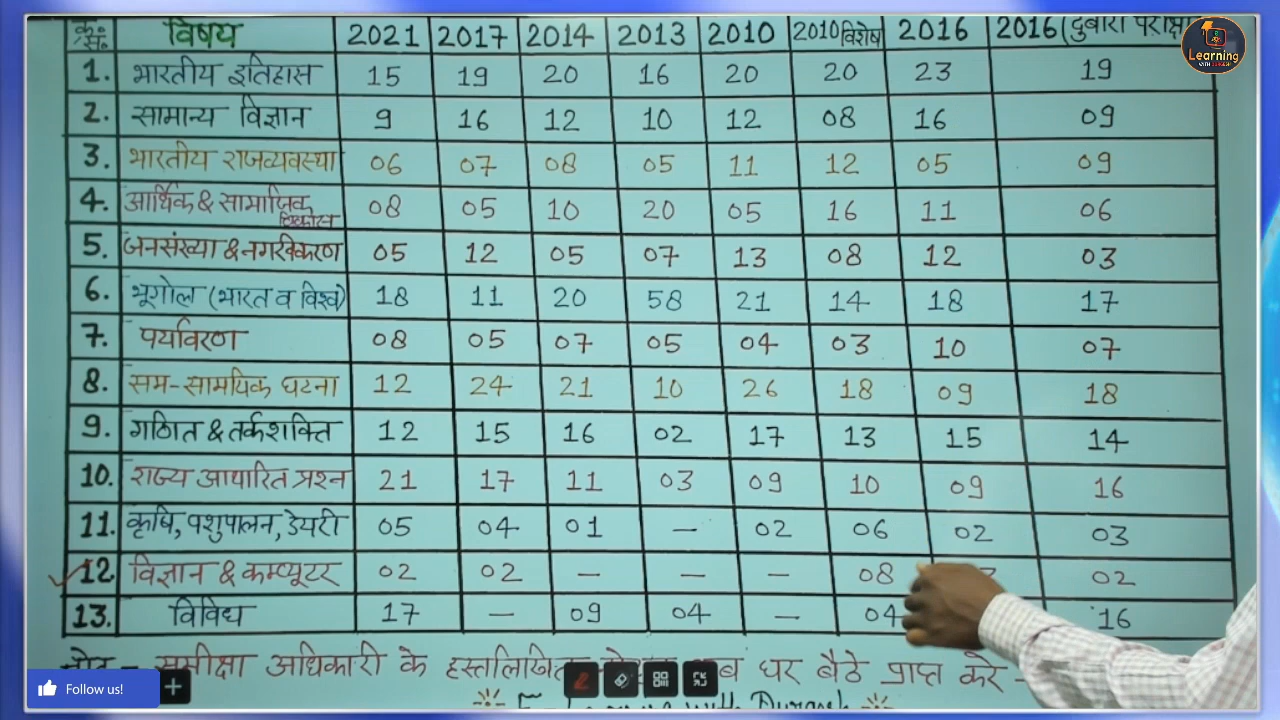 क्र. सं. विषय 2021 2017 2014 2013 2010 2010 विशेष 2016 2016 (दुबारा परीक्षा
1. भारतीय इतिहास 15 19 20 16 20 20 23 19
2. सामान्य विज्ञान 9 16 12 10 12 08 16 09
3. भारतीय राजव्यवस्था 06 07 08 05 11 12 05 09
4. आर्थिक & सामाजिक विकास 08 05 10 20 05 16 11 06
5. जनसंख्या & नगरीकरण 05 12 05 07 13 08 12 03
6. भूगोल (भारत व विश्व) 18 11 20 58 21 14 18 17
7. पर्यावरण 08 05 07 05 04 03 10 07
8. सम-सामयिक घटना 12 24 21 10 26 18 09 18
9. गणित & तर्कशक्ति 12 15 16 02 17 13 15 14
10. राज्य आधारित प्रश्न 21 17 11 03 09 10 09 16
11. कृषि, पशुपालन, डेयरी 05 04 01 — 02 06 02 03
12. विज्ञान & कम्प्यूटर 02 02 — — — 08 02
13. विविध 17 — 09 04 — 04 16
नोट - समीक्षा अधिकारी के हस्तलिखित घर बैठे प्राप्त करे -
with Durgesh
Learning
WITH DURGESH
Follow us!